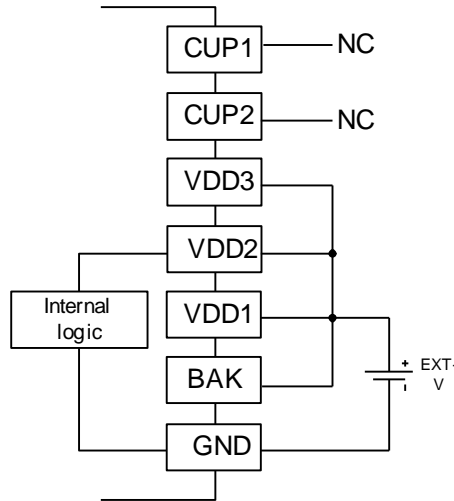 CUP1
NC
CUP2
NC
VDD3
VDD2
Internal
logic
VDD1
BAK
+
EXT-
V
-
GND